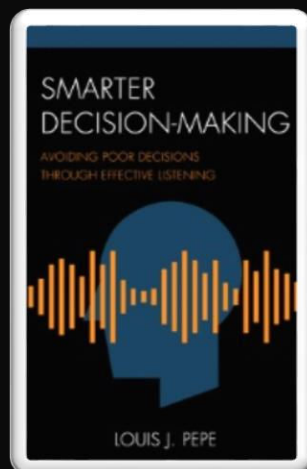 SMARTER
DECISION-MAKING
AVOIDING POOR DECISIONS
THROUGH EFFECTIVE LISTENING
LOUIS J. PEPE